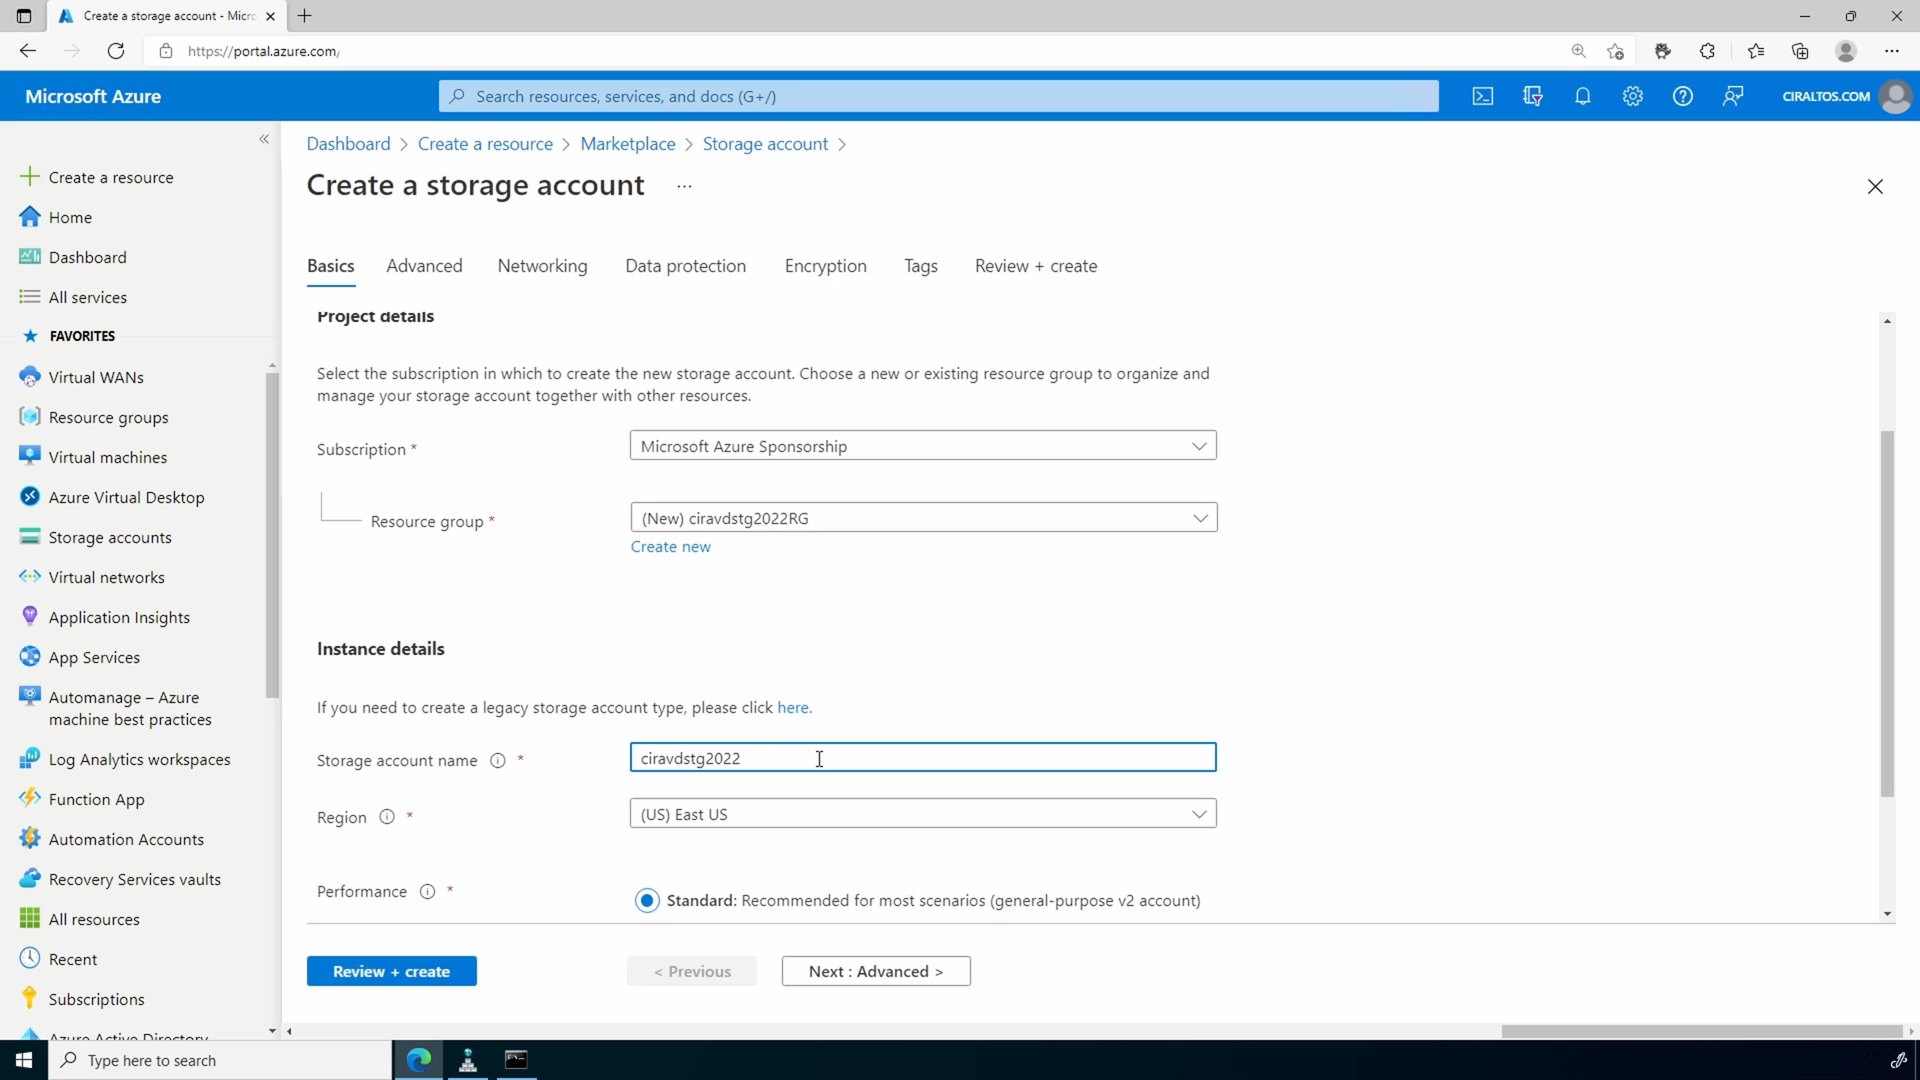 Create a storage account - Micro
https://portal.azure.com/
Microsoft Azure
Search resources, services, and docs (G+/)
CIRALTOS.COM
Dashboard > Create a resource > Marketplace > Storage account >
Create a storage account ...
Create a resource
Home
Dashboard
All services
FAVORITES
Virtual WANs
Resource groups
Virtual machines
Azure Virtual Desktop
Storage accounts
Virtual networks
Application Insights
App Services
Automanage – Azure
machine best practices
Log Analytics workspaces
Function App
Automation Accounts
Recovery Services vaults
All resources
Recent
Subscriptions
Azure Active Directory
Basics Advanced Networking Data protection Encryption Tags Review + create
Project details
Select the subscription in which to create the new storage account. Choose a new or existing resource group to organize and
manage your storage account together with other resources.
Subscription * Microsoft Azure Sponsorship
Resource group * (New) ciravdstg2022RG
Create new
Instance details
If you need to create a legacy storage account type, please click here.
Storage account name * ciravdstg2022
Region * (US) East US
Performance * Standard: Recommended for most scenarios (general-purpose v2 account)
Review + create < Previous Next : Advanced >
Type here to search